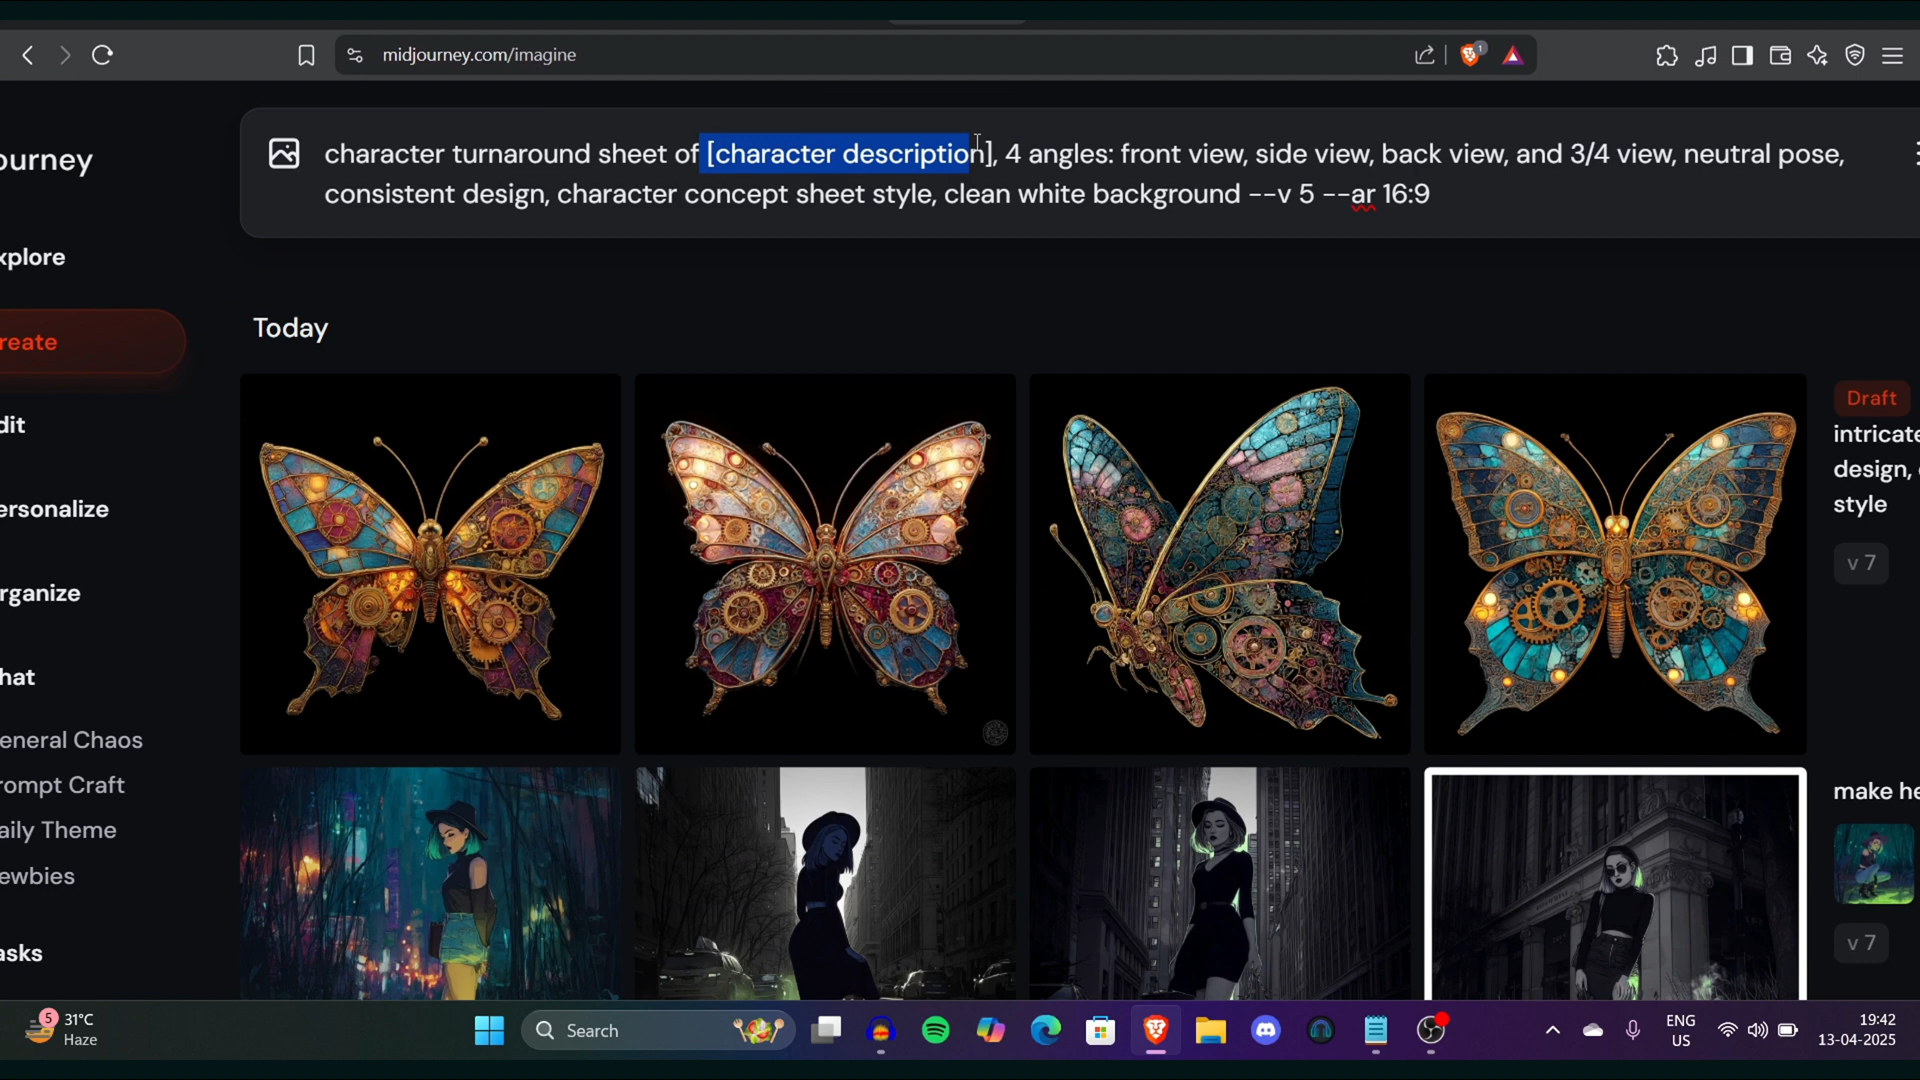 midjourney.com/imagine
1
ourney
character turnaround sheet of [character description], 4 angles: front view, side view, back view, and 3/4 view, neutral pose,
consistent design, character concept sheet style, clean white background --v 5 --ar 16:9
xplore
reate
dit
ersonalize
rganize
hat
eneral Chaos
rompt Craft
aily Theme
ewbies
asks
Today
Draft
intricate
design,
style
v 7
make he
v 7
5
31°C
Haze
Search
ENG
US
19:42
13-04-2025